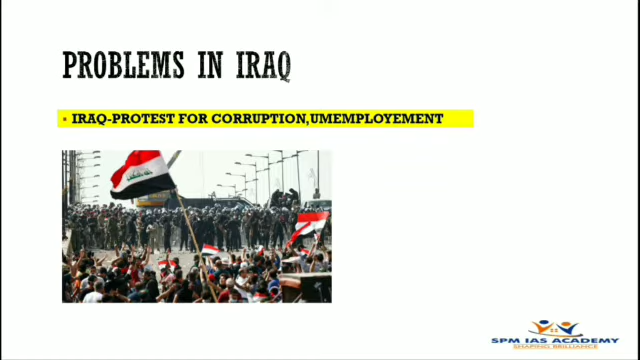 PROBLEMS IN IRAQ
IRAQ-PROTEST FOR CORRUPTION,UMEMPLOYEMENT
SPM IAS ACADEMY
SHAPING BRILLIANCE